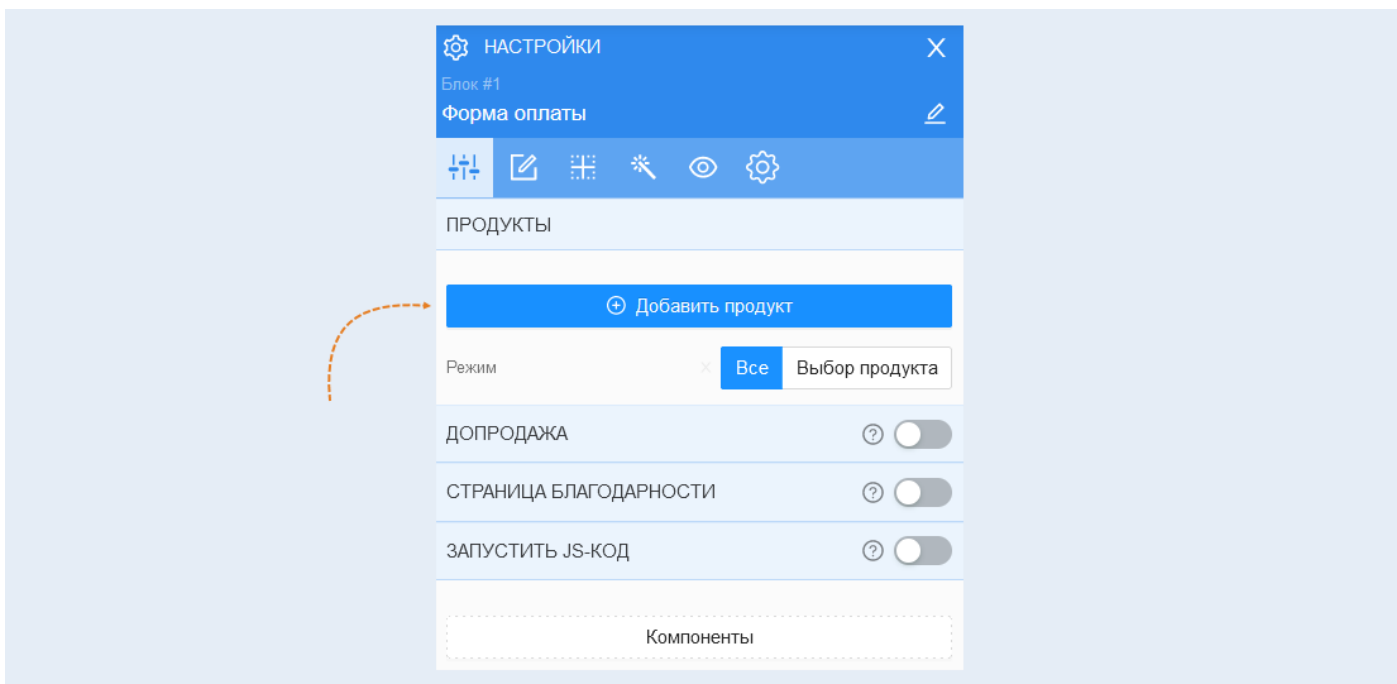 НАСТРОЙКИ
Блок #1
Форма оплаты
ПРОДУКТЫ
Добавить продукт
Режим Все Выбор продукта
ДОПРОДАЖА
СТРАНИЦА БЛАГОДАРНОСТИ
ЗАПУСТИТЬ JS-КОД
Компоненты